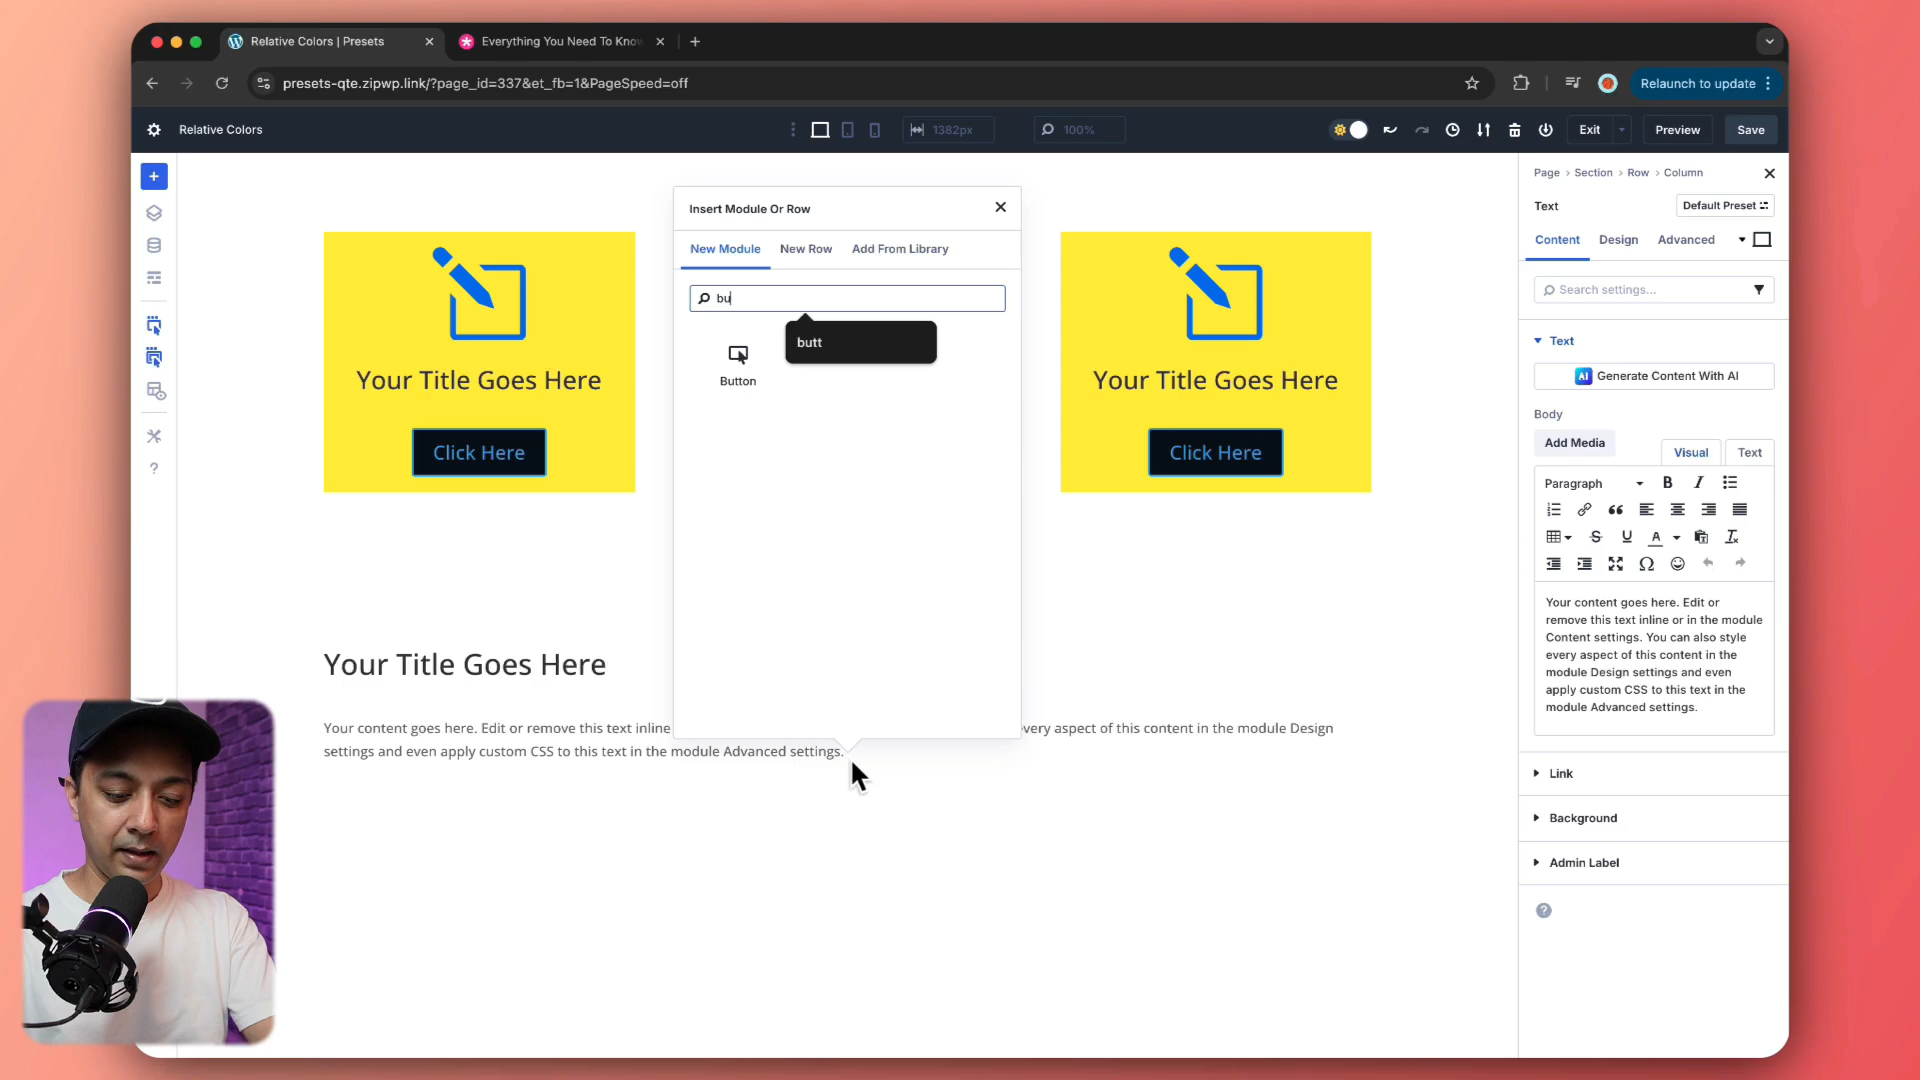 Relative Colors | Presets
Everything You Need To Know
presets-qte.zipwp.link/?page_id=337&et_fb=1&PageSpeed=off
Relaunch to update
Relative Colors
1382px
100%
Exit
Preview
Save
Page > Section > Row > Column
Text
Default Preset
Content
Design
Advanced
Search settings...
Text
AI Generate Content With AI
Body
Add Media
Visual
Text
Paragraph
Your content goes here. Edit or
remove this text inline or in the module
Content settings. You can also style
every aspect of this content in the
module Design settings and even
apply custom CSS to this text in the
module Advanced settings.
Link
Background
Admin Label
Insert Module Or Row
New Module
New Row
Add From Library
bu
butt
Button
Your Title Goes Here
Click Here
Your Title Goes Here
Click Here
Your Title Goes Here
Your content goes here. Edit or remove this text inline
very aspect of this content in the module Design
settings and even apply custom CSS to this text in the module Advanced settings.